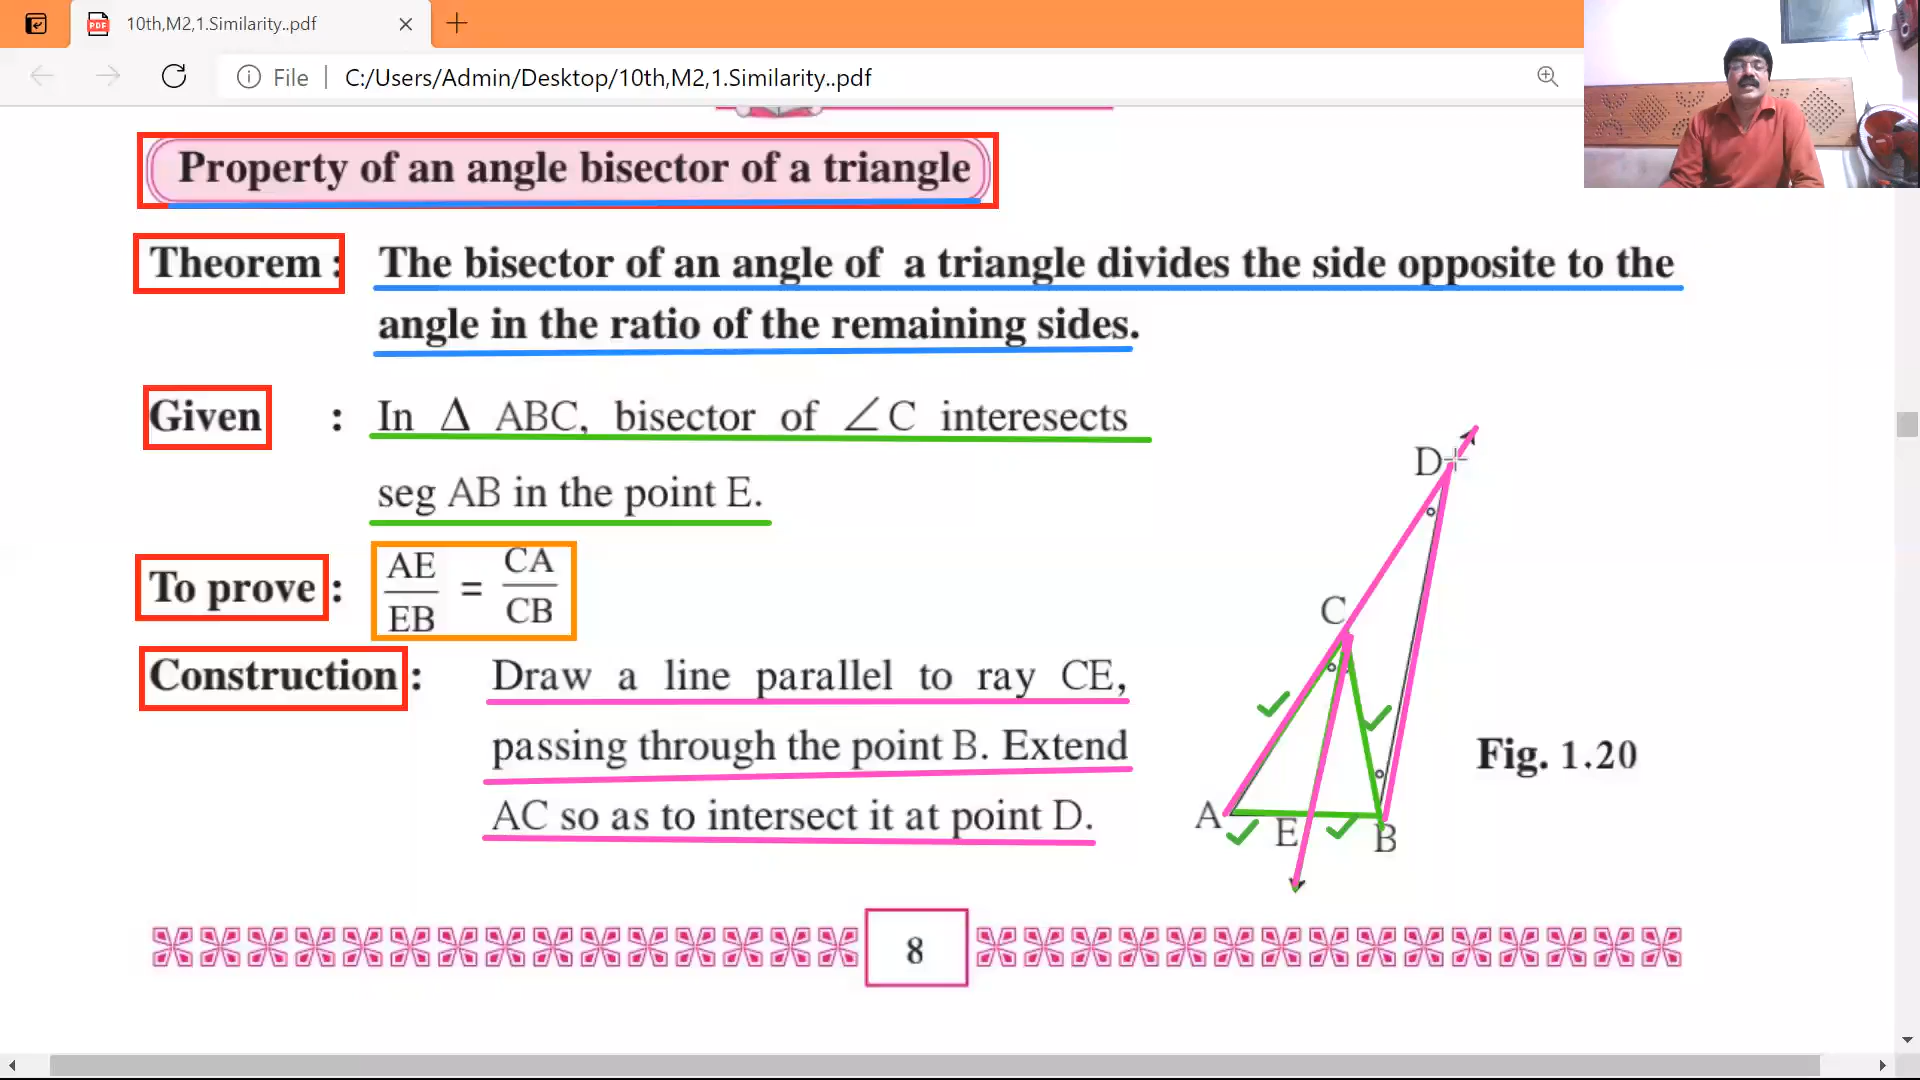 10th,M2,1.Similarity..pdf
File
C:/Users/Admin/Desktop/10th,M2,1.Similarity..pdf
Property of an angle bisector of a triangle
Theorem : The bisector of an angle of a triangle divides the side opposite to the
angle in the ratio of the remaining sides.
Given : In Δ ABC, bisector of ∠C interesects
seg AB in the point E.
To prove : AE/EB = CA/CB
Construction : Draw a line parallel to ray CE,
passing through the point B. Extend
AC so as to intersect it at point D.
D
C
A
E
B
Fig. 1.20
8